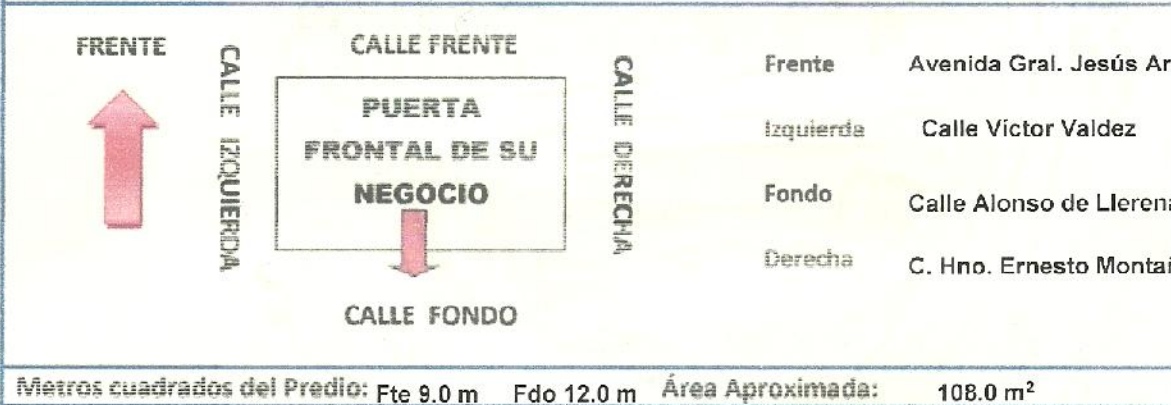 FRENTE
CALLE IZQUIERDA
CALLE FRENTE
PUERTA
FRONTAL DE SU
NEGOCIO
CALLE FONDO
CALLE DERECHA
Frente Avenida Gral. Jesús
Izquierda Calle Víctor Valdez
Fondo Calle Alonso de Llerena
Derecha C. Hno. Ernesto
Metros cuadrados del Predio: Fte 9.0 m Fdo 12.0 m Área Aproximada: 108.0 m²